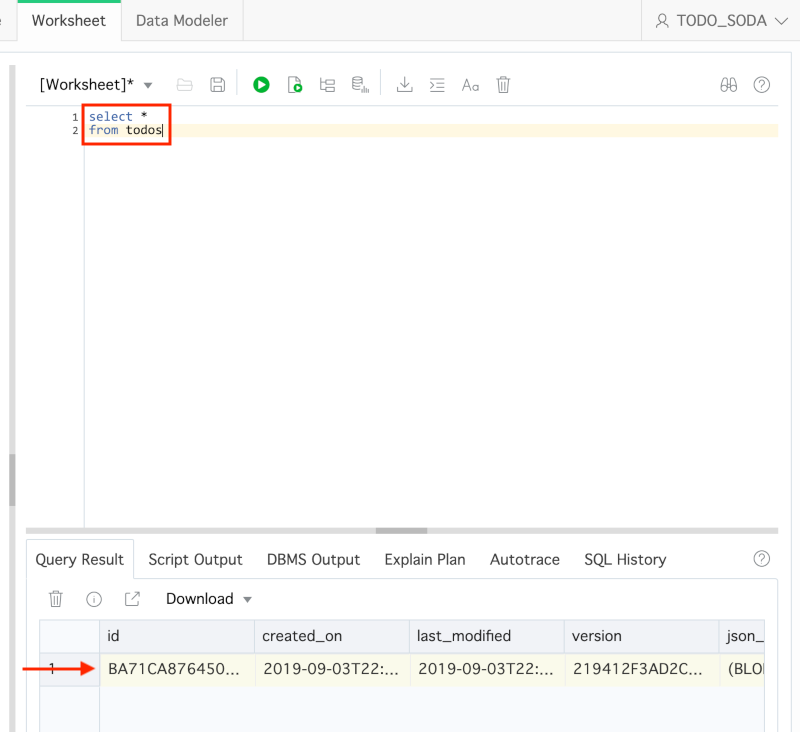 Worksheet Data Modeler TODO_SODA
[Worksheet]*
Aa
1 select *
2 from todos
Query Result Script Output DBMS Output Explain Plan Autotrace SQL History
Download
id created_on last_modified version json_
1 BA71CA876450... 2019-09-03T22:... 2019-09-03T22:... 219412F3AD2C... (BLO